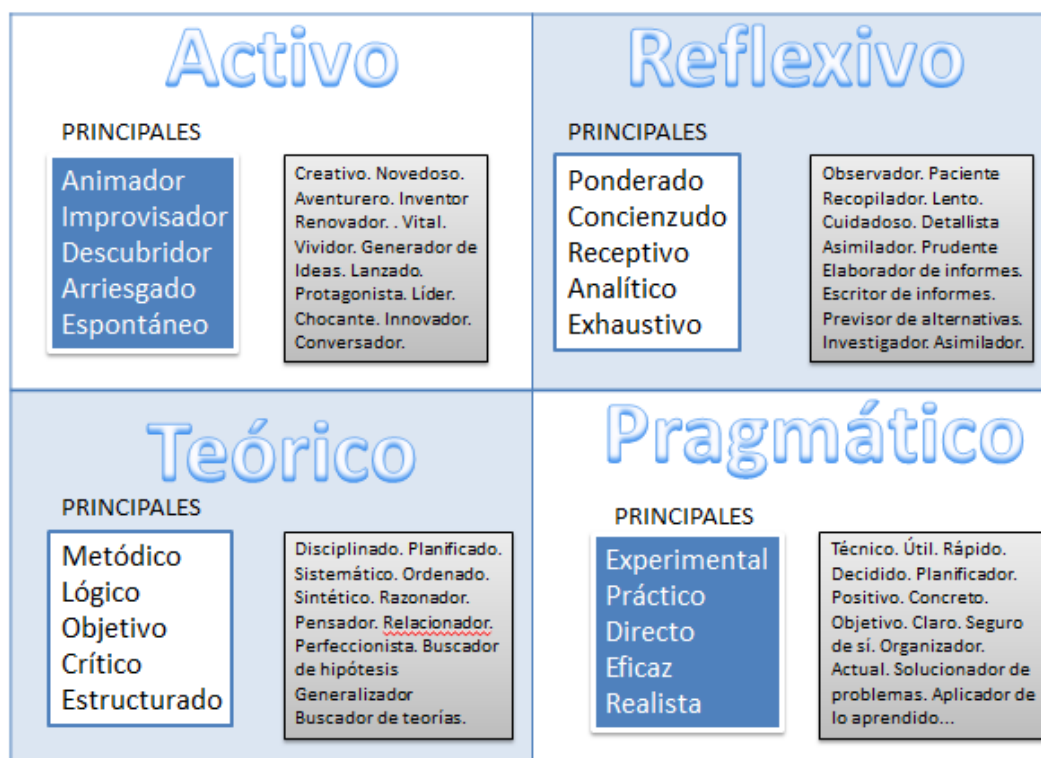 Activo
PRINCIPALES
Animador
Improvisador
Descubridor
Arriesgado
Espontáneo
Creativo. Novedoso.
Aventurero. Inventor
Renovador. . Vital.
Vividor. Generador de
Ideas. Lanzado.
Protagonista. Líder.
Chocante. Innovador.
Conversador.
Reflexivo
PRINCIPALES
Ponderado
Concienzudo
Receptivo
Analítico
Exhaustivo
Observador. Paciente
Recopilador. Lento.
Cuidadoso. Detallista
Asimilador. Prudente
Elaborador de informes.
Escritor de informes.
Previsor de alternativas.
Investigador. Asimilador.
Teórico
PRINCIPALES
Metódico
Lógico
Objetivo
Crítico
Estructurado
Disciplinado. Planificado.
Sistemático. Ordenado.
Sintético. Razonador.
Pensador. Relacionador.
Perfeccionista. Buscador
de hipótesis
Generalizador
Buscador de teorías.
Pragmático
PRINCIPALES
Experimental
Práctico
Directo
Eficaz
Realista
Técnico. Útil. Rápido.
Decidido. Planificador.
Positivo. Concreto.
Objetivo. Claro. Seguro
de sí. Organizador.
Actual. Solucionador de
problemas. Aplicador de
lo aprendido...